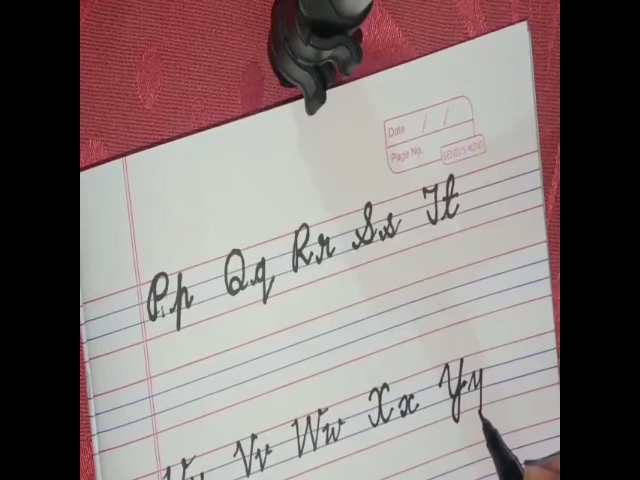 Date / /
Page No.
Pp Qq Rr Ss Tt
Vv Ww Xx Yy